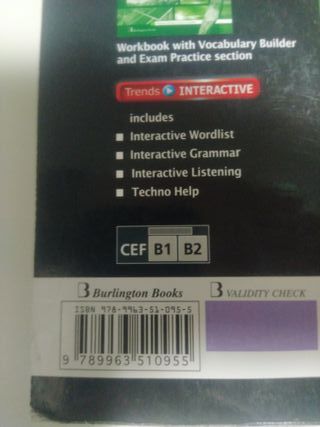 Workbook with Vocabulary Builder
and Exam Practice section
Trends INTERACTIVE
includes
■ Interactive Wordlist
■ Interactive Grammar
■ Interactive Listening
■ Techno Help
CEF B1 B2
Burlington Books
VALIDITY CHECK
ISBN 978-9963-51-095-5
9 789963 510955